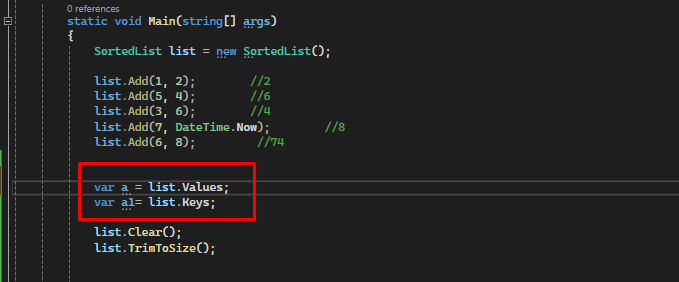 0 references
static void Main(string[] args)
{
SortedList list = new SortedList();
list.Add(1, 2); //2
list.Add(5, 4); //6
list.Add(3, 6); //4
list.Add(7, DateTime.Now); //8
list.Add(6, 8); //74
var a = list.Values;
var a1= list.Keys;
list.Clear();
list.TrimToSize();